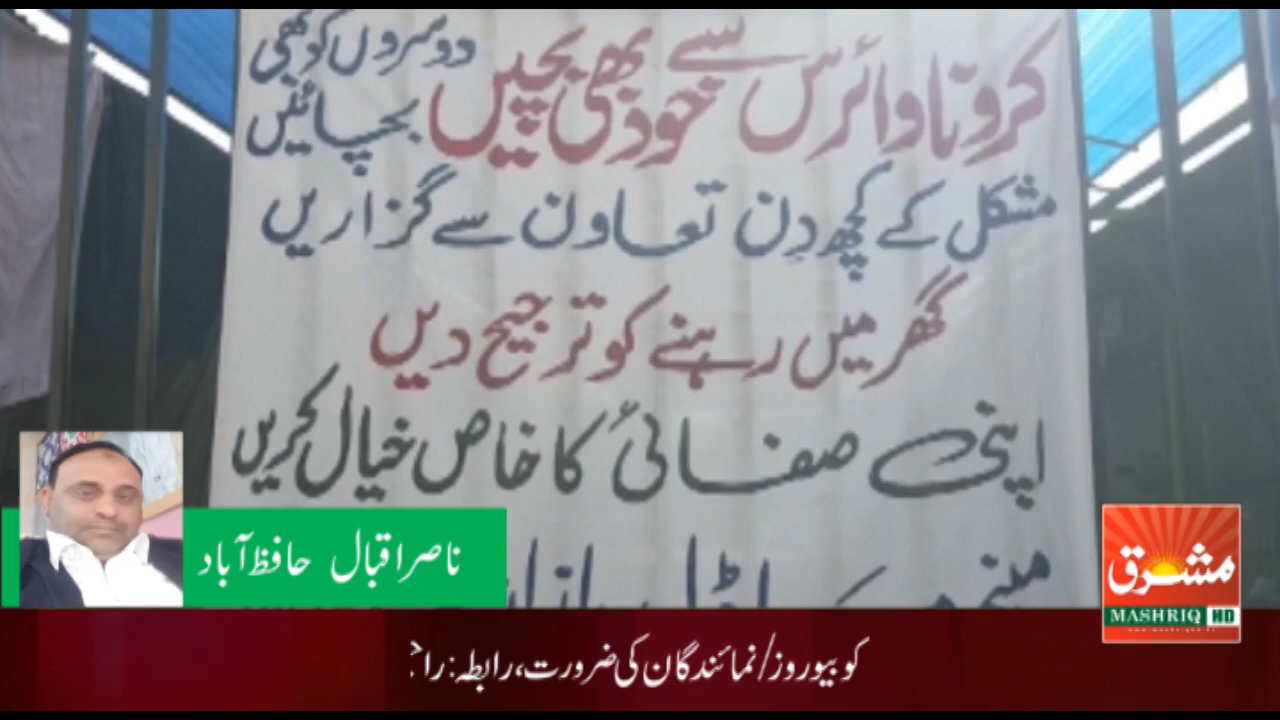 کرونا وائرس سے خود بھی بچیں دوسروں کو بھی بچائیں
مشکل کے کچھ دن تعاون سے گزاریں
گھر میں رہنے کو ترجیح دیں
اپنی صفائی کا خاص خیال کریں
ماڈل بازار
ناصر اقبال حافظ آباد
مشرق
MASHRIQ HD
کو بیوروز/نمائندگان کی ضرورت، رابطہ: را